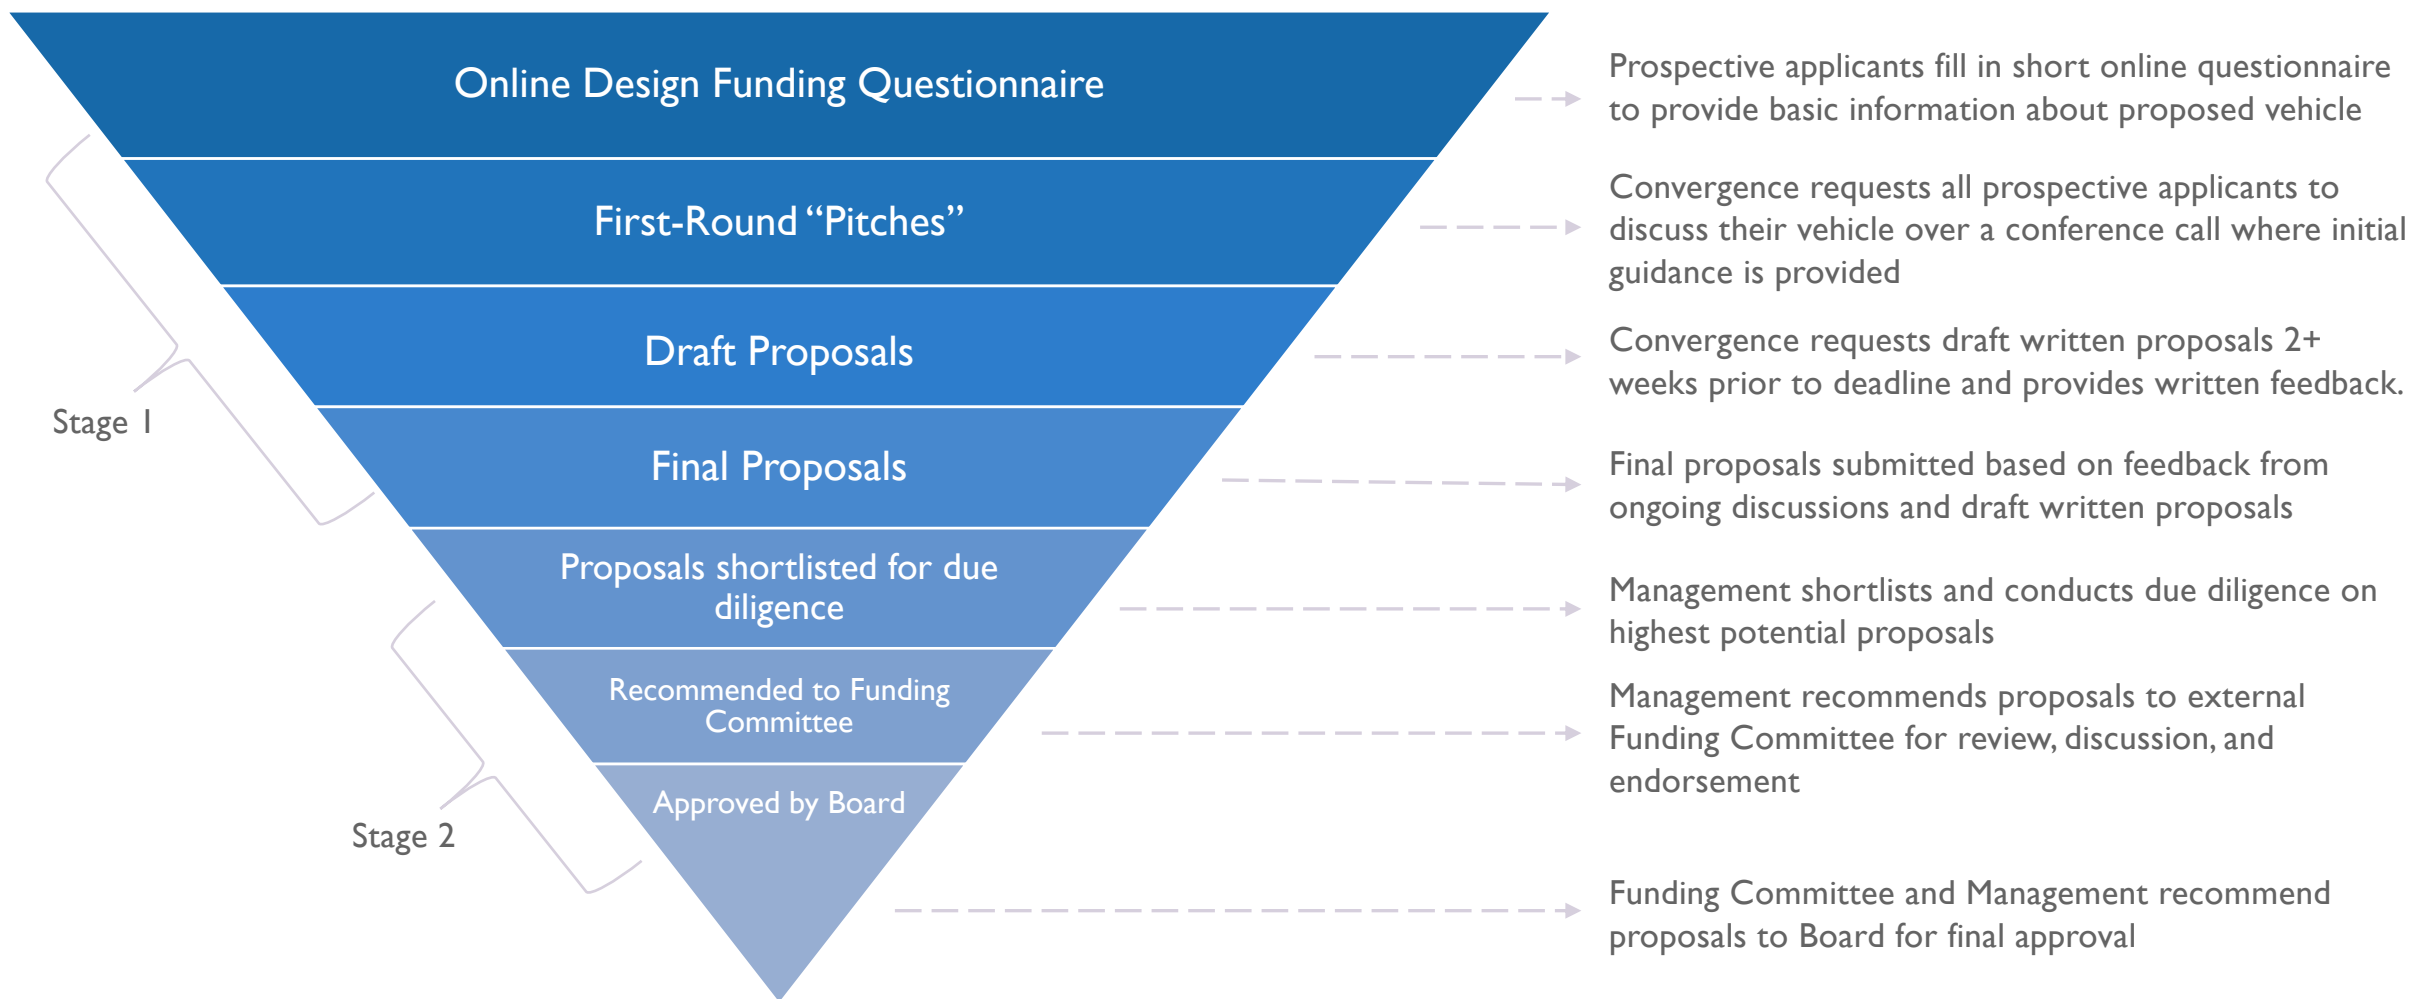 Online Design Funding Questionnaire
Prospective applicants fill in short online questionnaire
to provide basic information about proposed vehicle
First-Round “Pitches”
Convergence requests all prospective applicants to
discuss their vehicle over a conference call where initial
guidance is provided
Draft Proposals
Convergence requests draft written proposals 2+
weeks prior to deadline and provides written feedback.
Stage 1
Final Proposals
Final proposals submitted based on feedback from
ongoing discussions and draft written proposals
Proposals shortlisted for due
diligence
Management shortlists and conducts due diligence on
highest potential proposals
Recommended to Funding
Committee
Management recommends proposals to external
Funding Committee for review, discussion, and
endorsement
Approved by Board
Stage 2
Funding Committee and Management recommend
proposals to Board for final approval